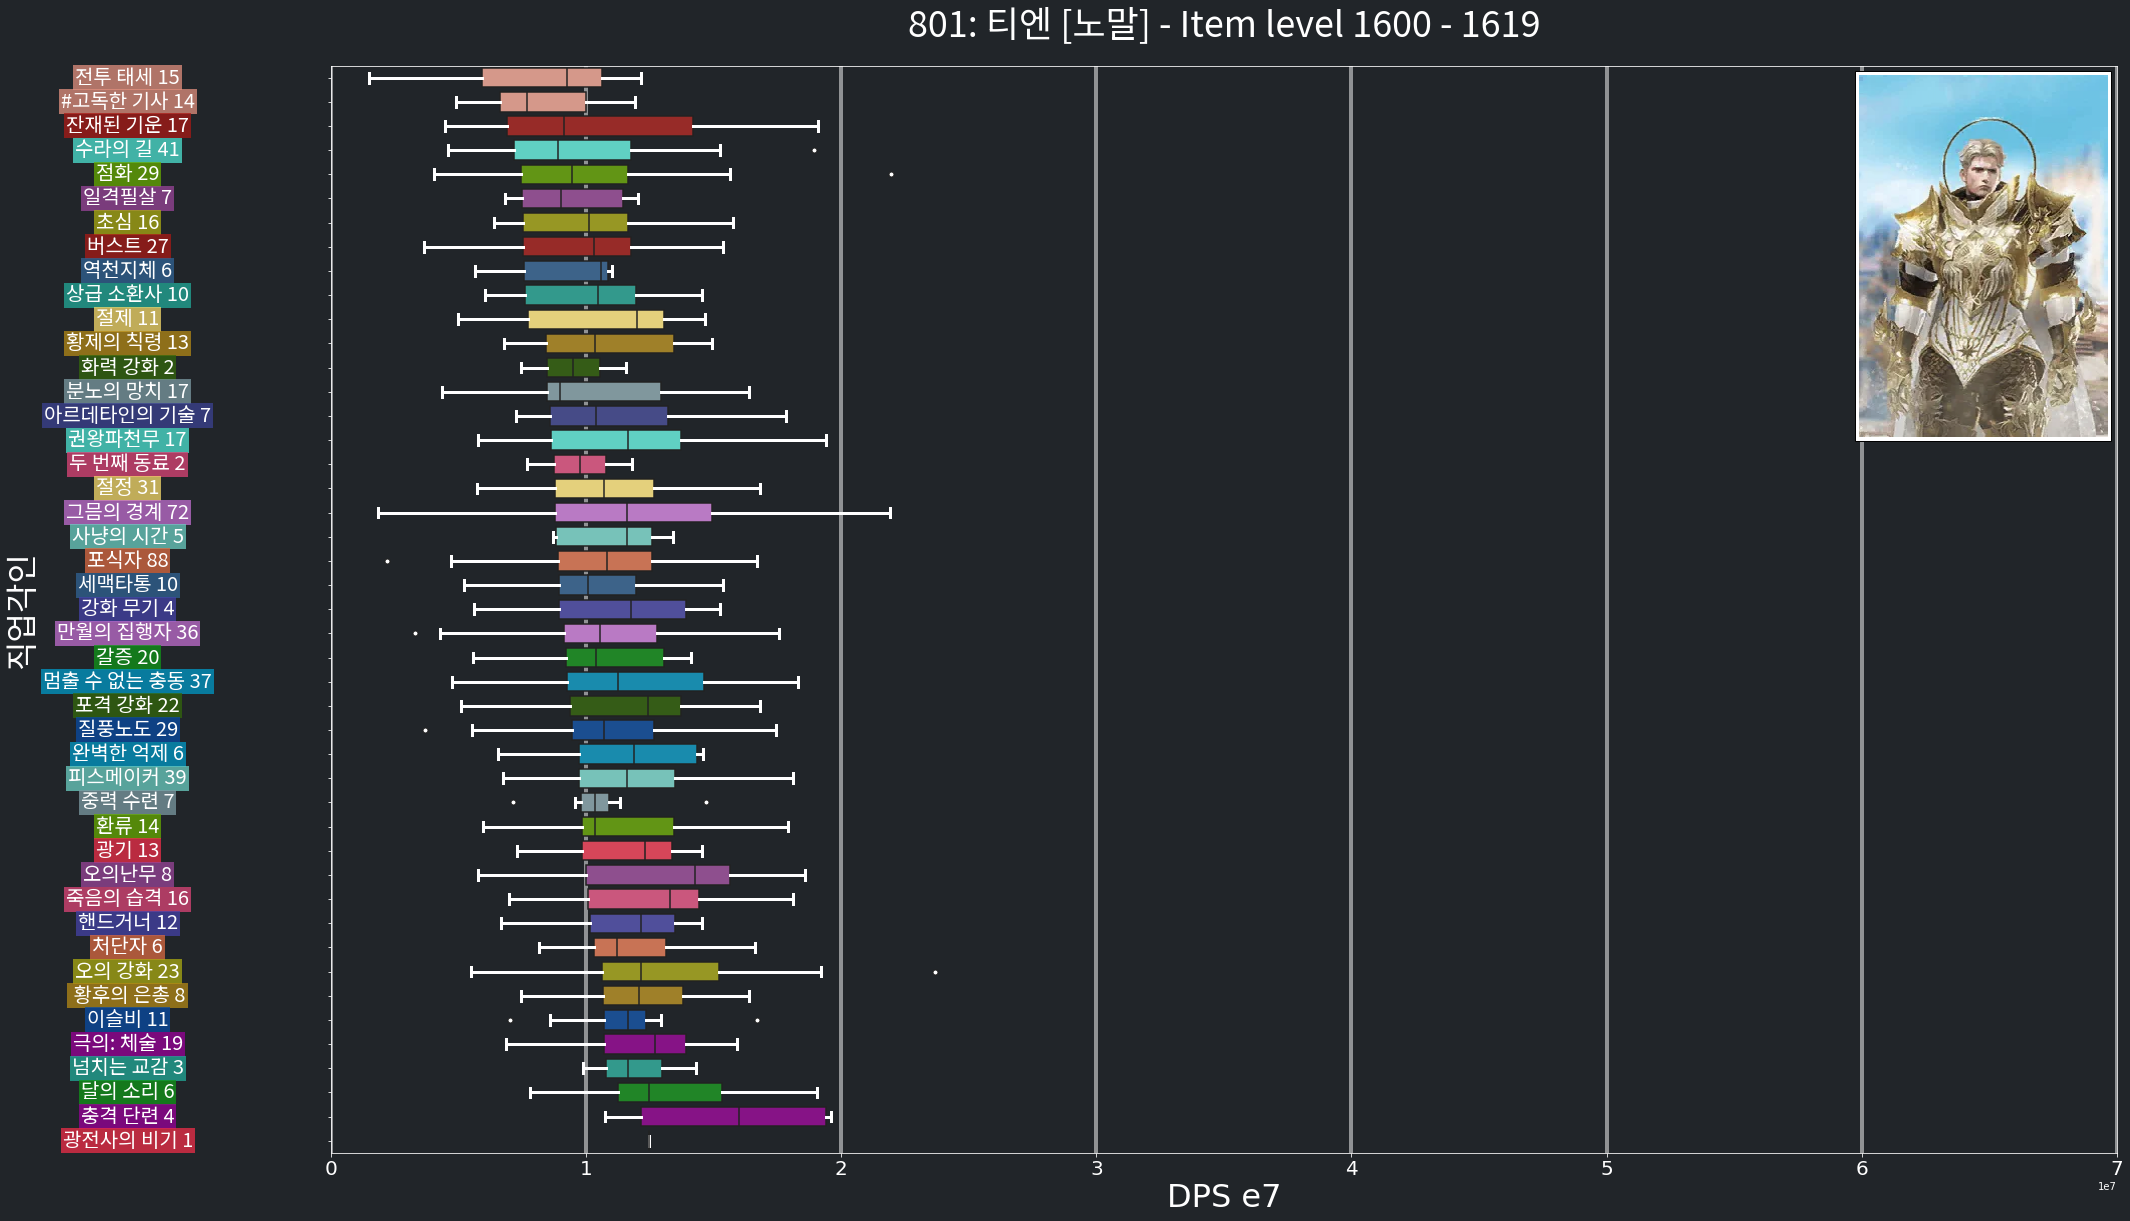 801: 티엔 [노말] - Item level 1600 - 1619
직업각인
전투 태세 15
#고독한 기사 14
잔재된 기운 17
수라의 길 41
점화 29
일격필살 7
초심 16
버스트 27
역천지체 6
상급 소환사 10
절제 11
황제의 칙령 13
화력 강화 2
분노의 망치 17
아르데타인의 기술 7
권왕파천무 17
두 번째 동료 2
절정 31
그믐의 경계 72
사냥의 시간 5
포식자 88
세맥타통 10
강화 무기 4
만월의 집행자 36
갈증 20
멈출 수 없는 충동 37
포격 강화 22
질풍노도 29
완벽한 억제 6
피스메이커 39
중력 수련 7
환류 14
광기 13
오의난무 8
죽음의 습격 16
핸드거너 12
처단자 6
오의 강화 23
황후의 은총 8
이슬비 11
극의: 체술 19
넘치는 교감 3
달의 소리 6
충격 단련 4
광전사의 비기 1
0 1 2 3 4 5 6 7
1e7
DPS e7